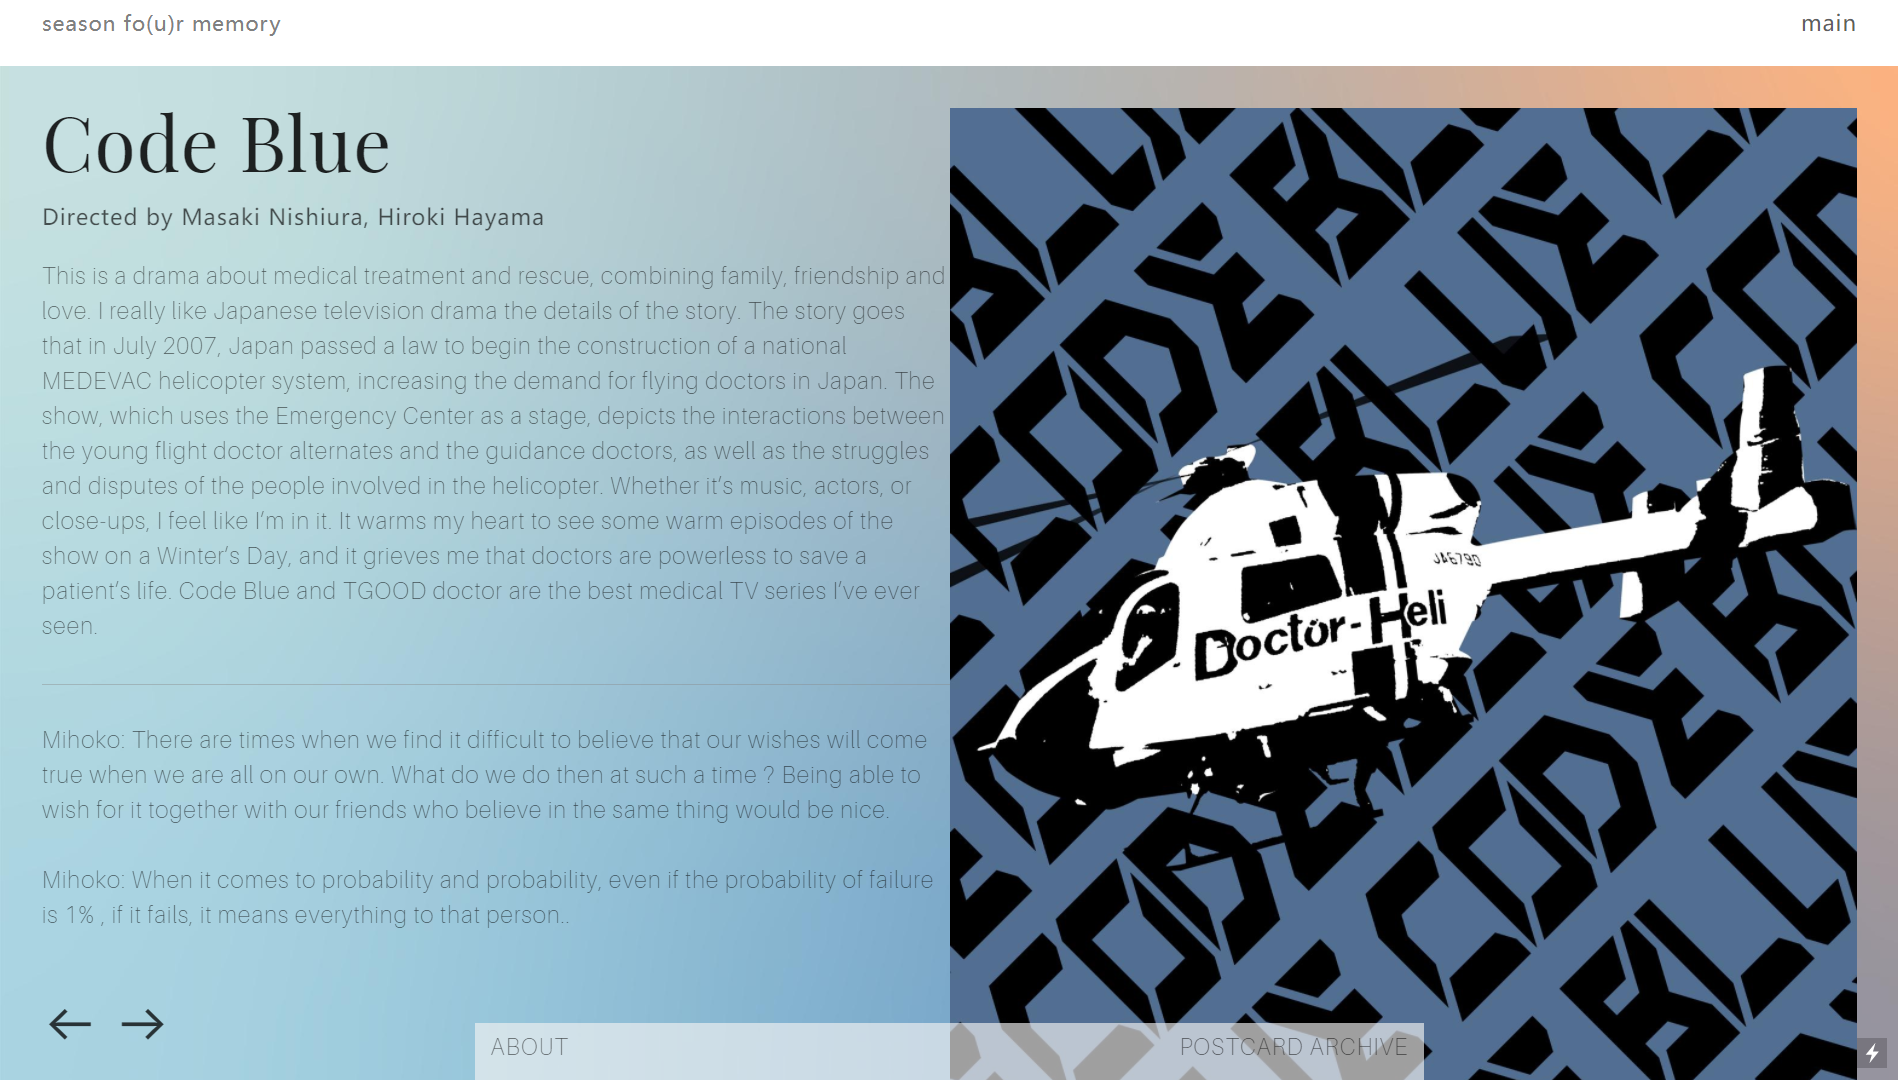 season fo(u)r memory
main
Code Blue
Directed by Masaki Nishiura, Hiroki Hayama
This is a drama about medical treatment and rescue, combining family, friendship and
love. I really like Japanese television drama the details of the story. The story goes
that in July 2007, Japan passed a law to begin the construction of a national
MEDEVAC helicopter system, increasing the demand for flying doctors in Japan. The
show, which uses the Emergency Center as a stage, depicts the interactions between
the young flight doctor alternates and the guidance doctors, as well as the struggles
and disputes of the people involved in the helicopter. Whether it’s music, actors, or
close-ups, I feel like I’m in it. It warms my heart to see some warm episodes of the
show on a Winter’s Day, and it grieves me that doctors are powerless to save a
patient’s life. Code Blue and TGOOD doctor are the best medical TV series I’ve ever
seen.
Mihoko: There are times when we find it difficult to believe that our wishes will come
true when we are all on our own. What do we do then at such a time ? Being able to
wish for it together with our friends who believe in the same thing would be nice.
Mihoko: When it comes to probability and probability, even if the probability of failure
is 1% , if it fails, it means everything to that person..
CODE BLUE
JA6790
Doctor-Heli
ABOUT
POSTCARD ARCHIVE